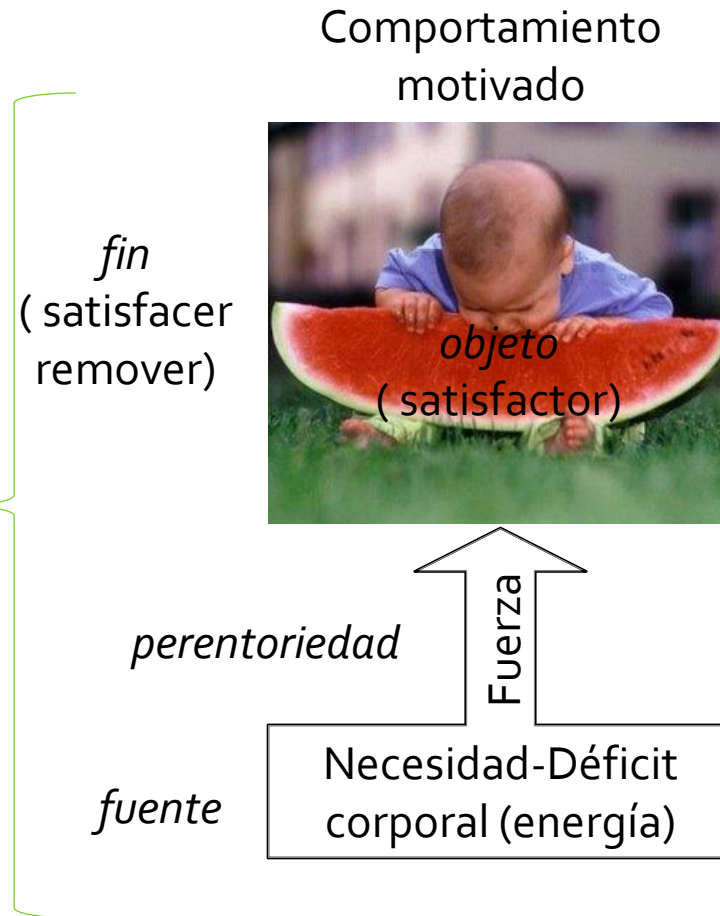 Comportamiento
motivado
fin
( satisfacer
remover)
objeto
( satisfactor)
perentoriedad
Fuerza
fuente
Necesidad-Déficit
corporal (energía)